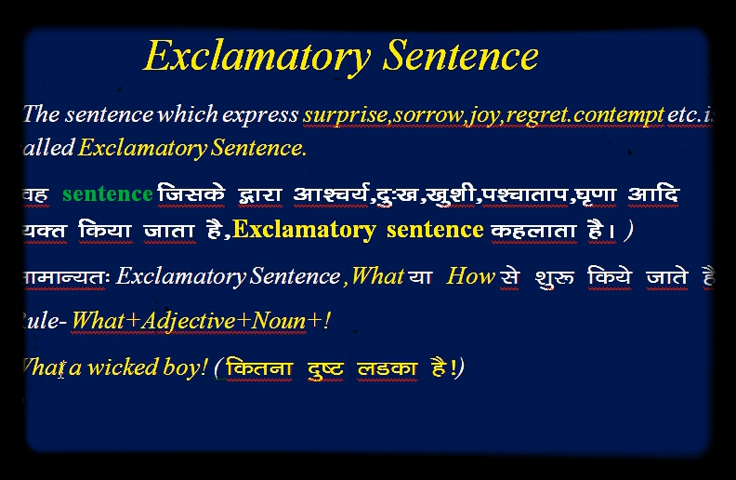 Exclamatory Sentence
The sentence which express surprise,sorrow,joy,regret.contempt etc.is
alled Exclamatory Sentence.
वह sentence जिसके द्वारा आश्चर्य,दुःख,खुशी,पश्चाताप,घृणा आदि
यक्त किया जाता है,Exclamatory sentence कहलाता है। )
ामान्यतः Exclamatory Sentence ,What या How से शुरू किये जाते है
Rule- What+Adjective+Noun+!
What a wicked boy! (कितना दुष्ट लडका है!)